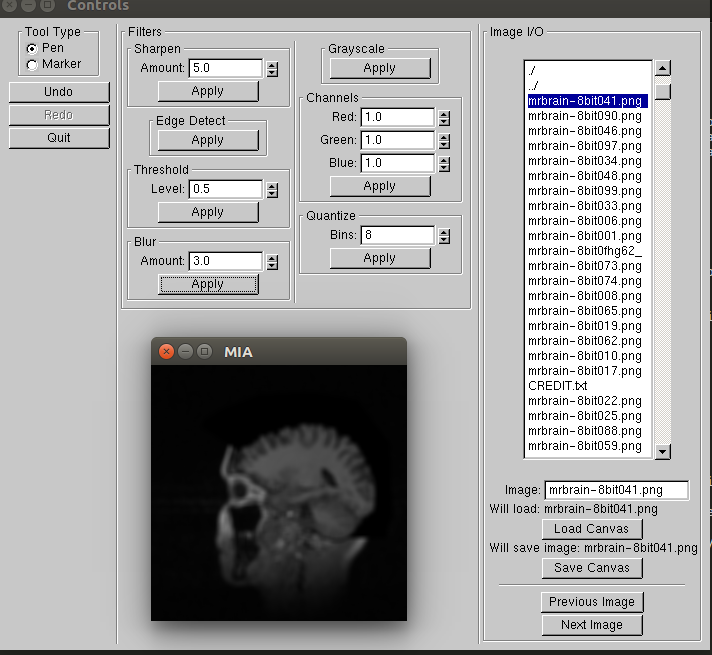 Controls
Tool Type
Pen
Marker
Undo
Redo
Quit
Filters
Sharpen
Amount: 5.0
Apply
Edge Detect
Apply
Threshold
Level: 0.5
Apply
Blur
Amount: 3.0
Apply
Grayscale
Apply
Channels
Red: 1.0
Green: 1.0
Blue: 1.0
Apply
Quantize
Bins: 8
Apply
MIA
Image I/O
./
../
mrbrain-8bit041.png
mrbrain-8bit090.png
mrbrain-8bit046.png
mrbrain-8bit097.png
mrbrain-8bit034.png
mrbrain-8bit048.png
mrbrain-8bit099.png
mrbrain-8bit033.png
mrbrain-8bit006.png
mrbrain-8bit001.png
mrbrain-8bit0fhg62_
mrbrain-8bit073.png
mrbrain-8bit074.png
mrbrain-8bit008.png
mrbrain-8bit065.png
mrbrain-8bit019.png
mrbrain-8bit062.png
mrbrain-8bit010.png
mrbrain-8bit017.png
CREDIT.txt
mrbrain-8bit022.png
mrbrain-8bit025.png
mrbrain-8bit088.png
mrbrain-8bit059.png
Image: mrbrain-8bit041.png
Will load: mrbrain-8bit041.png
Load Canvas
Will save image: mrbrain-8bit041.png
Save Canvas
Previous Image
Next Image